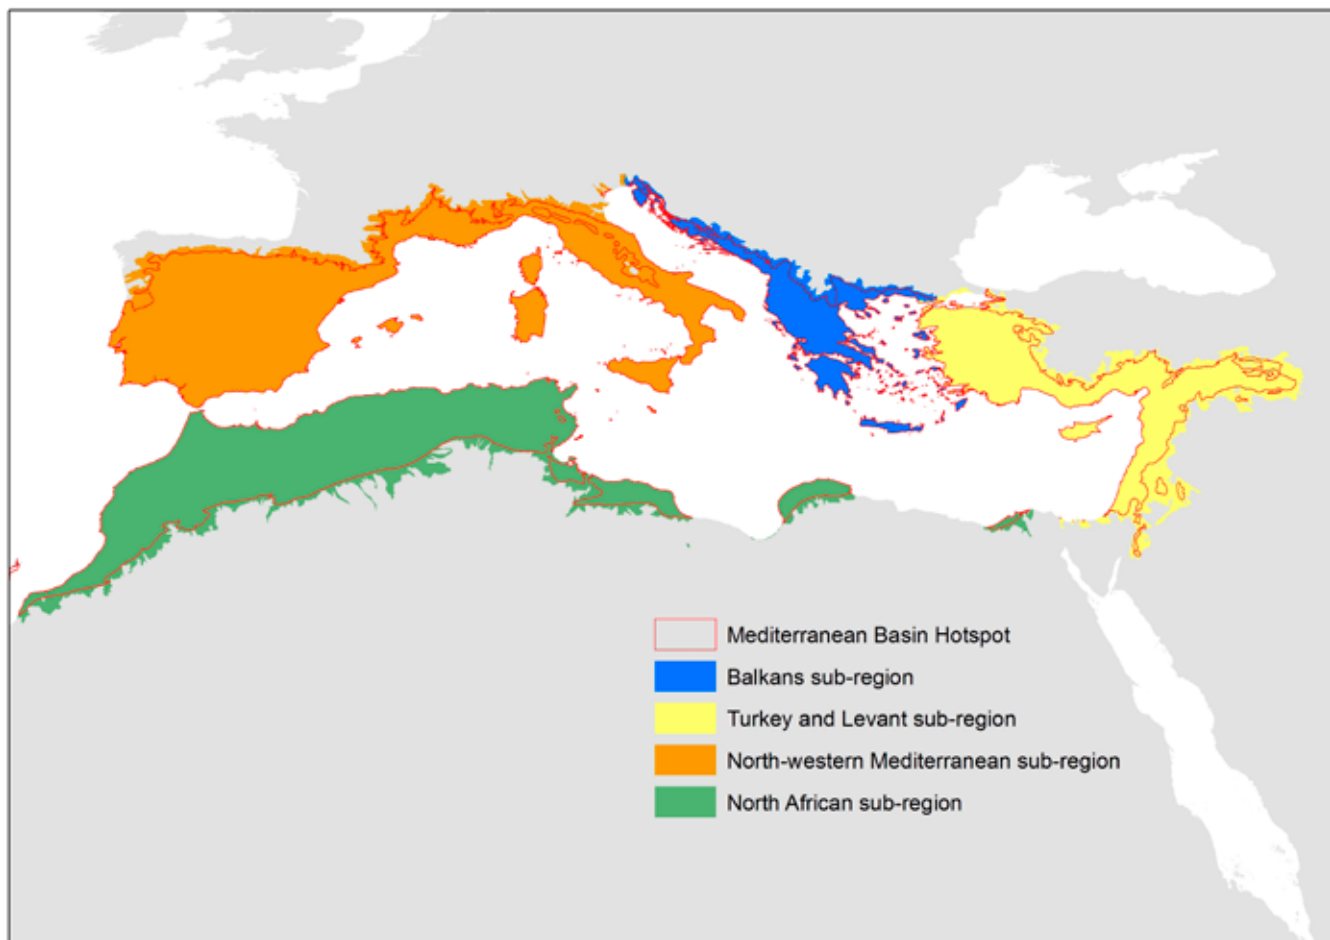 Mediterranean Basin Hotspot
Balkans sub-region
Turkey and Levant sub-region
North-western Mediterranean sub-region
North African sub-region